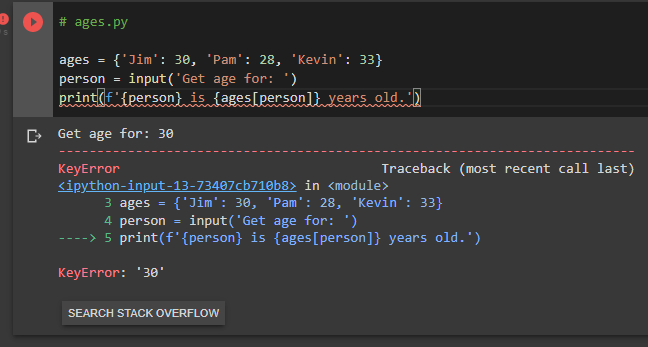 # ages.py
ages = {'Jim': 30, 'Pam': 28, 'Kevin': 33}
person = input('Get age for: ')
print(f'{person} is {ages[person]} years old.')
Get age for: 30
---------------------------------------------------------------------------
KeyError                                  Traceback (most recent call last)
<ipython-input-13-73407cb710b8> in <module>
      3 ages = {'Jim': 30, 'Pam': 28, 'Kevin': 33}
      4 person = input('Get age for: ')
----> 5 print(f'{person} is {ages[person]} years old.')
KeyError: '30'
SEARCH STACK OVERFLOW